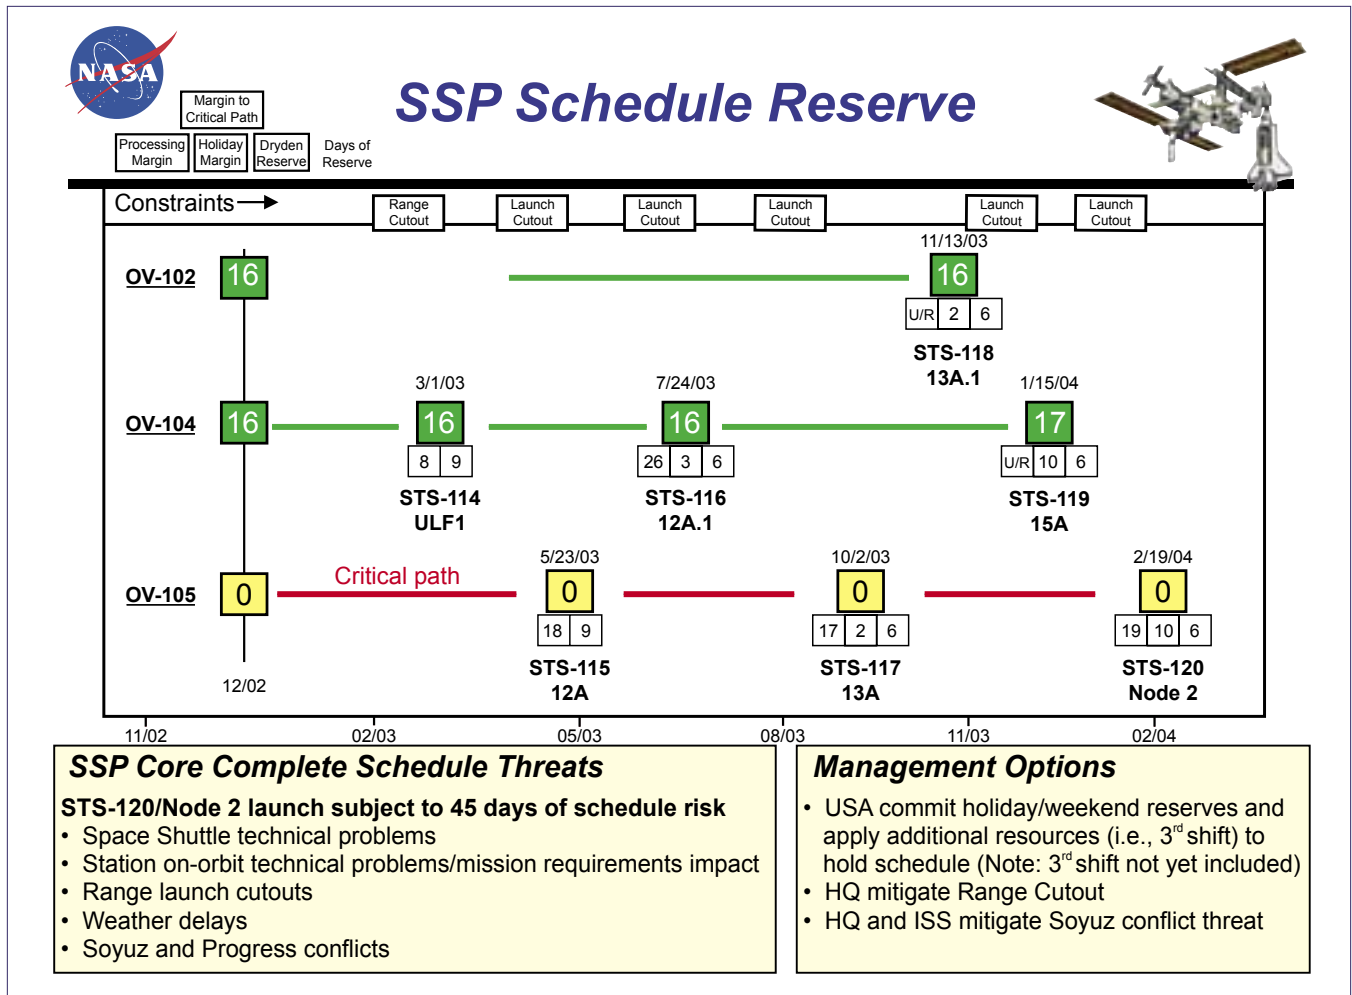 NASA
SSP Schedule Reserve
Margin to
Critical Path
Processing
Margin
Holiday
Margin
Dryden
Reserve
Days of
Reserve
Constraints
Range
Cutout
Launch
Cutout
Launch
Cutout
Launch
Cutout
Launch
Cutout
Launch
Cutout
11/13/03
OV-102
16
16
U/R 2 6
STS-118
13A.1
3/1/03
7/24/03
1/15/04
OV-104
16
16
16
17
8 9
26 3 6
U/R 10 6
STS-114
ULF1
STS-116
12A.1
STS-119
15A
5/23/03
10/2/03
2/19/04
Critical path
OV-105
0
0
0
0
18 9
17 2 6
19 10 6
STS-115
12A
STS-117
13A
STS-120
Node 2
12/02
11/02 02/03 05/03 08/03 11/03 02/04
SSP Core Complete Schedule Threats
STS-120/Node 2 launch subject to 45 days of schedule risk
• Space Shuttle technical problems
• Station on-orbit technical problems/mission requirements impact
• Range launch cutouts
• Weather delays
• Soyuz and Progress conflicts
Management Options
• USA commit holiday/weekend reserves and
apply additional resources (i.e., 3rd shift) to
hold schedule (Note: 3rd shift not yet included)
• HQ mitigate Range Cutout
• HQ and ISS mitigate Soyuz conflict threat